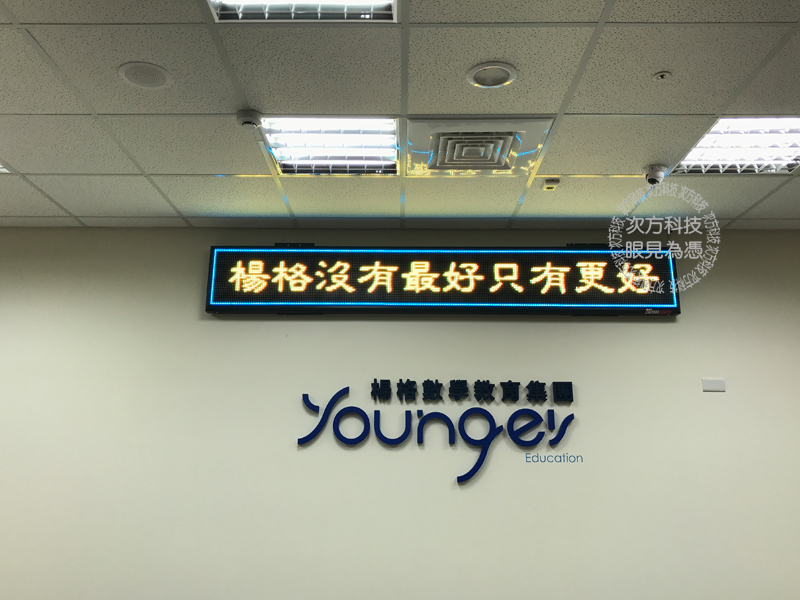 次方科技
眼見為憑
楊格沒有最好只有更好
楊格數學教育集團
Younger's
Education